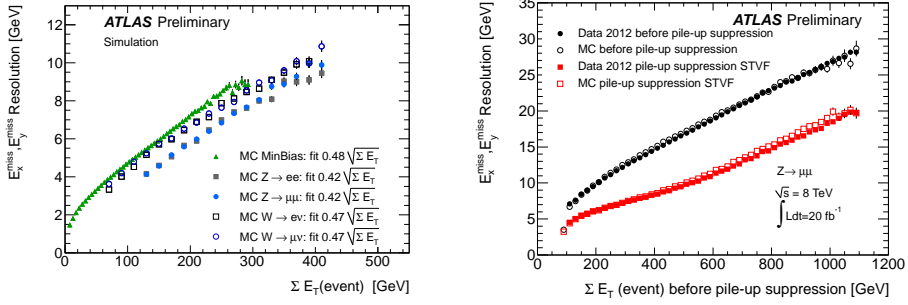 ATLAS Preliminary
Simulation
E_x^miss, E_y^miss Resolution [GeV]
12
10
8
6
4
2
0
MC MinBias: fit 0.48 √Σ E_T
MC Z → ee: fit 0.42 √Σ E_T
MC Z → μμ: fit 0.42 √Σ E_T
MC W → eν: fit 0.47 √Σ E_T
MC W → μν: fit 0.47 √Σ E_T
0 100 200 300 400 500
Σ E_T(event) [GeV]
ATLAS Preliminary
E_x^miss, E_y^miss Resolution [GeV]
35
30
25
20
15
10
5
0
Data 2012 before pile-up suppression
MC before pile-up suppression
Data 2012 pile-up suppression STVF
MC pile-up suppression STVF
Z → μμ
√s = 8 TeV
∫ Ldt=20 fb⁻¹
0 200 400 600 800 1000 1200
Σ E_T (event) before pile-up suppression [GeV]